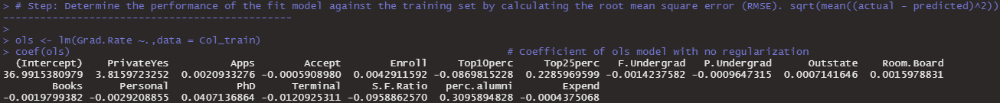 > # Step: Determine the performance of the fit model against the training set by calculating the root mean square error (RMSE). sqrt(mean((actual - predicted)^2))
-----------------------------------------------
>
> ols <- lm(Grad.Rate ~.,data = Col_train)
> coef(ols) # Coefficient of ols model with no regularization
(Intercept) PrivateYes Apps Accept Enroll Top10perc Top25perc F.Undergrad P.Undergrad Outstate Room.Board
36.9915380979 3.8159723252 0.0020933276 -0.0005908980 0.0042911592 -0.0869815228 0.2285969599 -0.0014237582 -0.0009647315 0.0007141646 0.0015978831
Books Personal PhD Terminal S.F.Ratio perc.alumni Expend
-0.0019799382 -0.0029208855 0.0407136864 -0.0120925311 -0.0958862570 0.3095894828 -0.0004375068